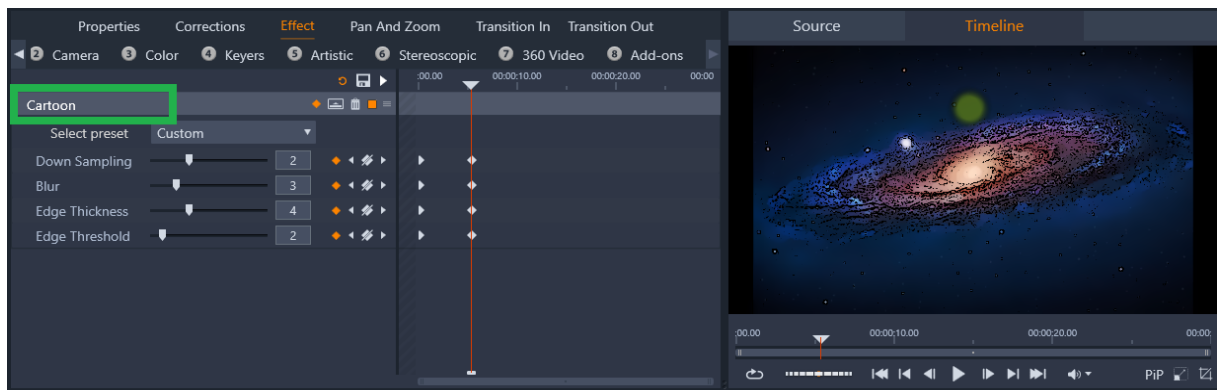 Properties Corrections Effect Pan And Zoom Transition In Transition Out
2 Camera 3 Color 4 Keyers 5 Artistic 6 Stereoscopic 7 360 Video 8 Add-ons
:00.00 00:00:10.00 00:00:20.00 00:00
Cartoon
Select preset Custom
Down Sampling 2
Blur 3
Edge Thickness 4
Edge Threshold 2
Source Timeline
:00.00 00:00:10.00 00:00:20.00 00:00:
PiP